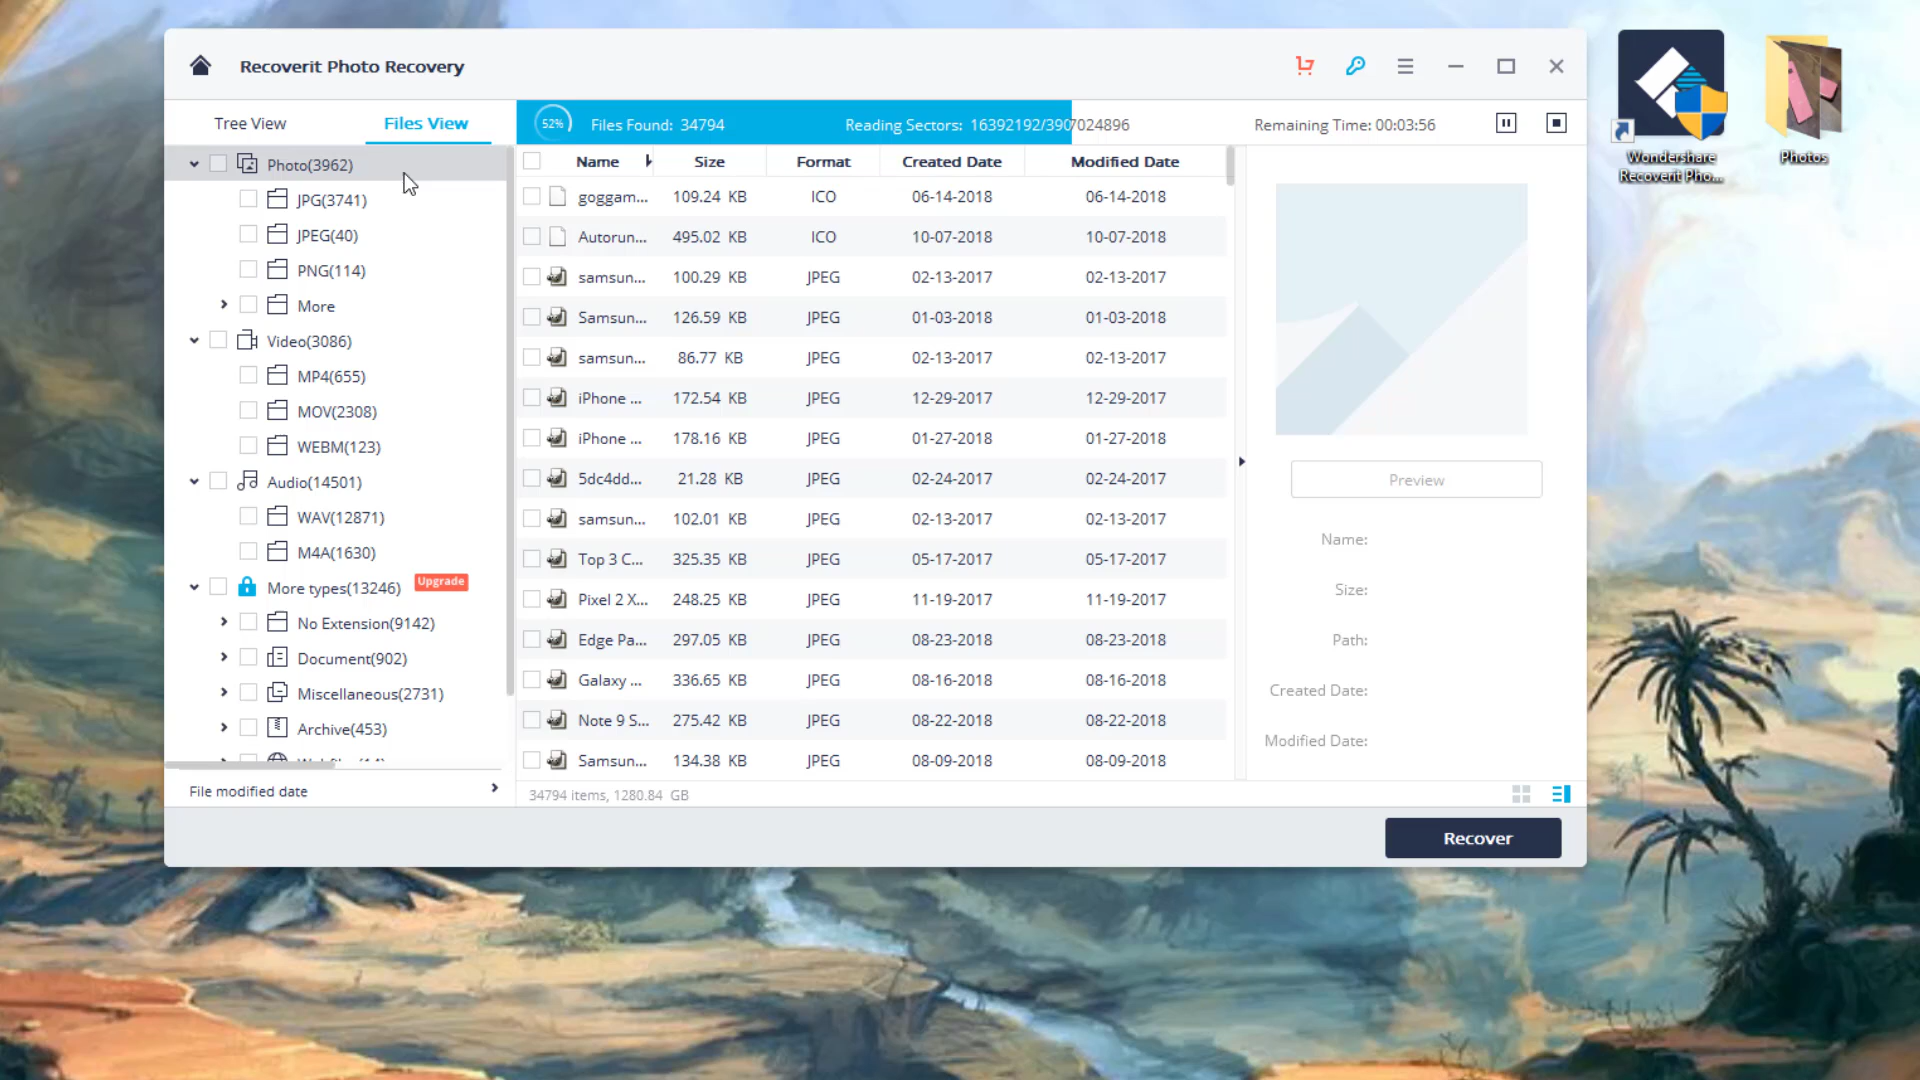 Recoverit Photo Recovery
Tree View
Files View
52%
Files Found: 34794
Reading Sectors: 16392192/3907024896
Remaining Time: 00:03:56
Photo(3962)
JPG(3741)
JPEG(40)
PNG(114)
More
Video(3086)
MP4(655)
MOV(2308)
WEBM(123)
Audio(14501)
WAV(12871)
M4A(1630)
More types(13246) Upgrade
No Extension(9142)
Document(902)
Miscellaneous(2731)
Archive(453)
File modified date
Name Size Format Created Date Modified Date
goggam... 109.24 KB ICO 06-14-2018 06-14-2018
Autorun... 495.02 KB ICO 10-07-2018 10-07-2018
samsun... 100.29 KB JPEG 02-13-2017 02-13-2017
Samsun... 126.59 KB JPEG 01-03-2018 01-03-2018
samsun... 86.77 KB JPEG 02-13-2017 02-13-2017
iPhone ... 172.54 KB JPEG 12-29-2017 12-29-2017
iPhone ... 178.16 KB JPEG 01-27-2018 01-27-2018
5dc4dd... 21.28 KB JPEG 02-24-2017 02-24-2017
samsun... 102.01 KB JPEG 02-13-2017 02-13-2017
Top 3 C... 325.35 KB JPEG 05-17-2017 05-17-2017
Pixel 2 X... 248.25 KB JPEG 11-19-2017 11-19-2017
Edge Pa... 297.05 KB JPEG 08-23-2018 08-23-2018
Galaxy ... 336.65 KB JPEG 08-16-2018 08-16-2018
Note 9 S... 275.42 KB JPEG 08-22-2018 08-22-2018
Samsun... 134.38 KB JPEG 08-09-2018 08-09-2018
34794 items, 1280.84 GB
Preview
Name:
Size:
Path:
Created Date:
Modified Date:
Recover
Wondershare
Recoverit Pho...
Photos